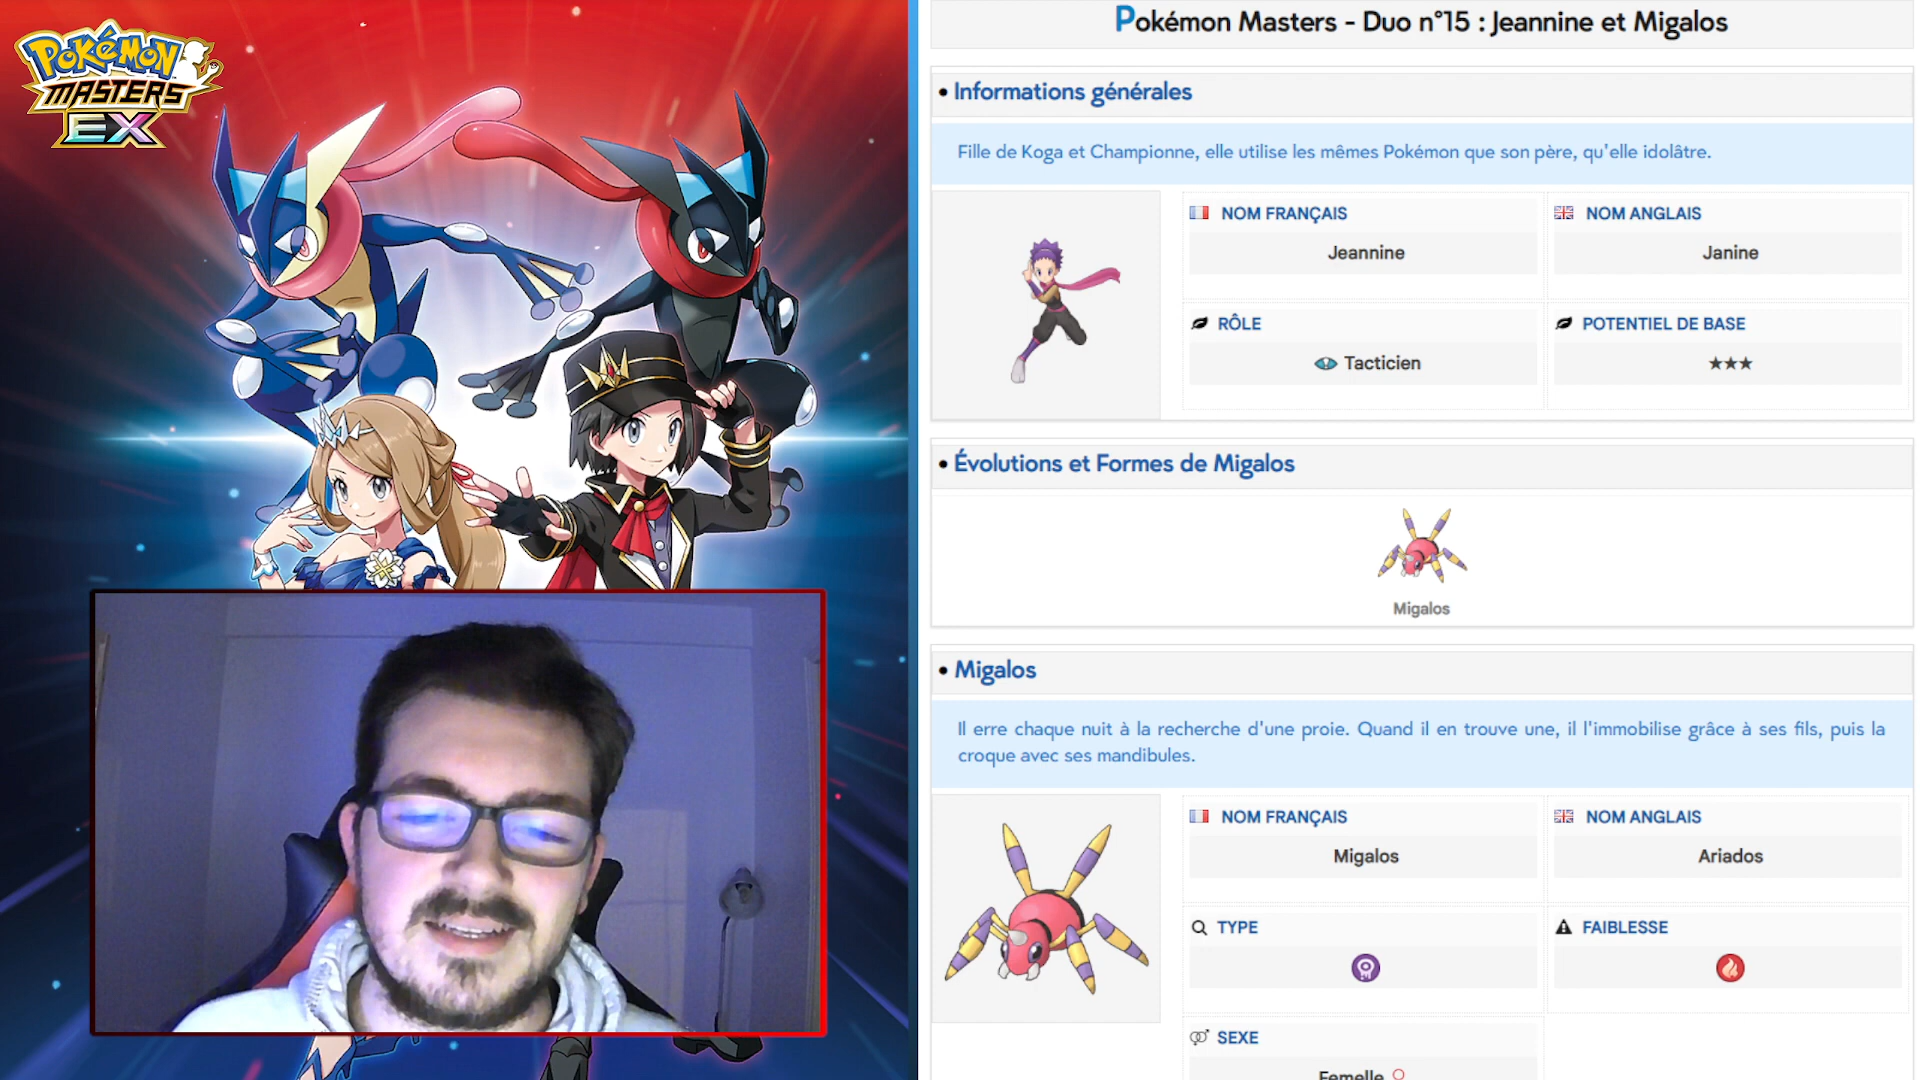 POKÉMON
MASTERS
EX
Pokémon Masters - Duo n°15 : Jeannine et Migalos
• Informations générales
Fille de Koga et Championne, elle utilise les mêmes Pokémon que son père, qu'elle idolâtre.
NOM FRANÇAIS
Jeannine
NOM ANGLAIS
Janine
RÔLE
Tacticien
POTENTIEL DE BASE
★★★
• Évolutions et Formes de Migalos
Migalos
• Migalos
Il erre chaque nuit à la recherche d'une proie. Quand il en trouve une, il l'immobilise grâce à ses fils, puis la
croque avec ses mandibules.
NOM FRANÇAIS
Migalos
NOM ANGLAIS
Ariados
TYPE
FAIBLESSE
SEXE
Femelle ♀